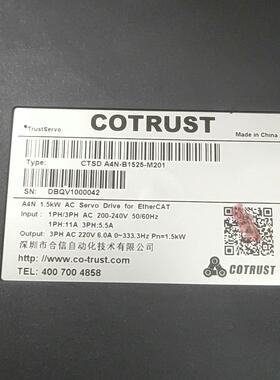 TrustServo
COTRUST
Made in China
Type: CTSD A4N-B1525-M201
SN: DBQV1000042
A4N 1.5kW AC Servo Drive for EtherCAT
Input: 1PH/3PH AC 200-240V 50/60Hz
1PH:11A 3PH:5.5A
Output: 3PH AC 220V 6.0A 0~333.3Hz Pn=1.5kW
深圳市合信自动化技术有限公司
http://www.co-trust.com
TEL: 400 700 4858
COTRUST